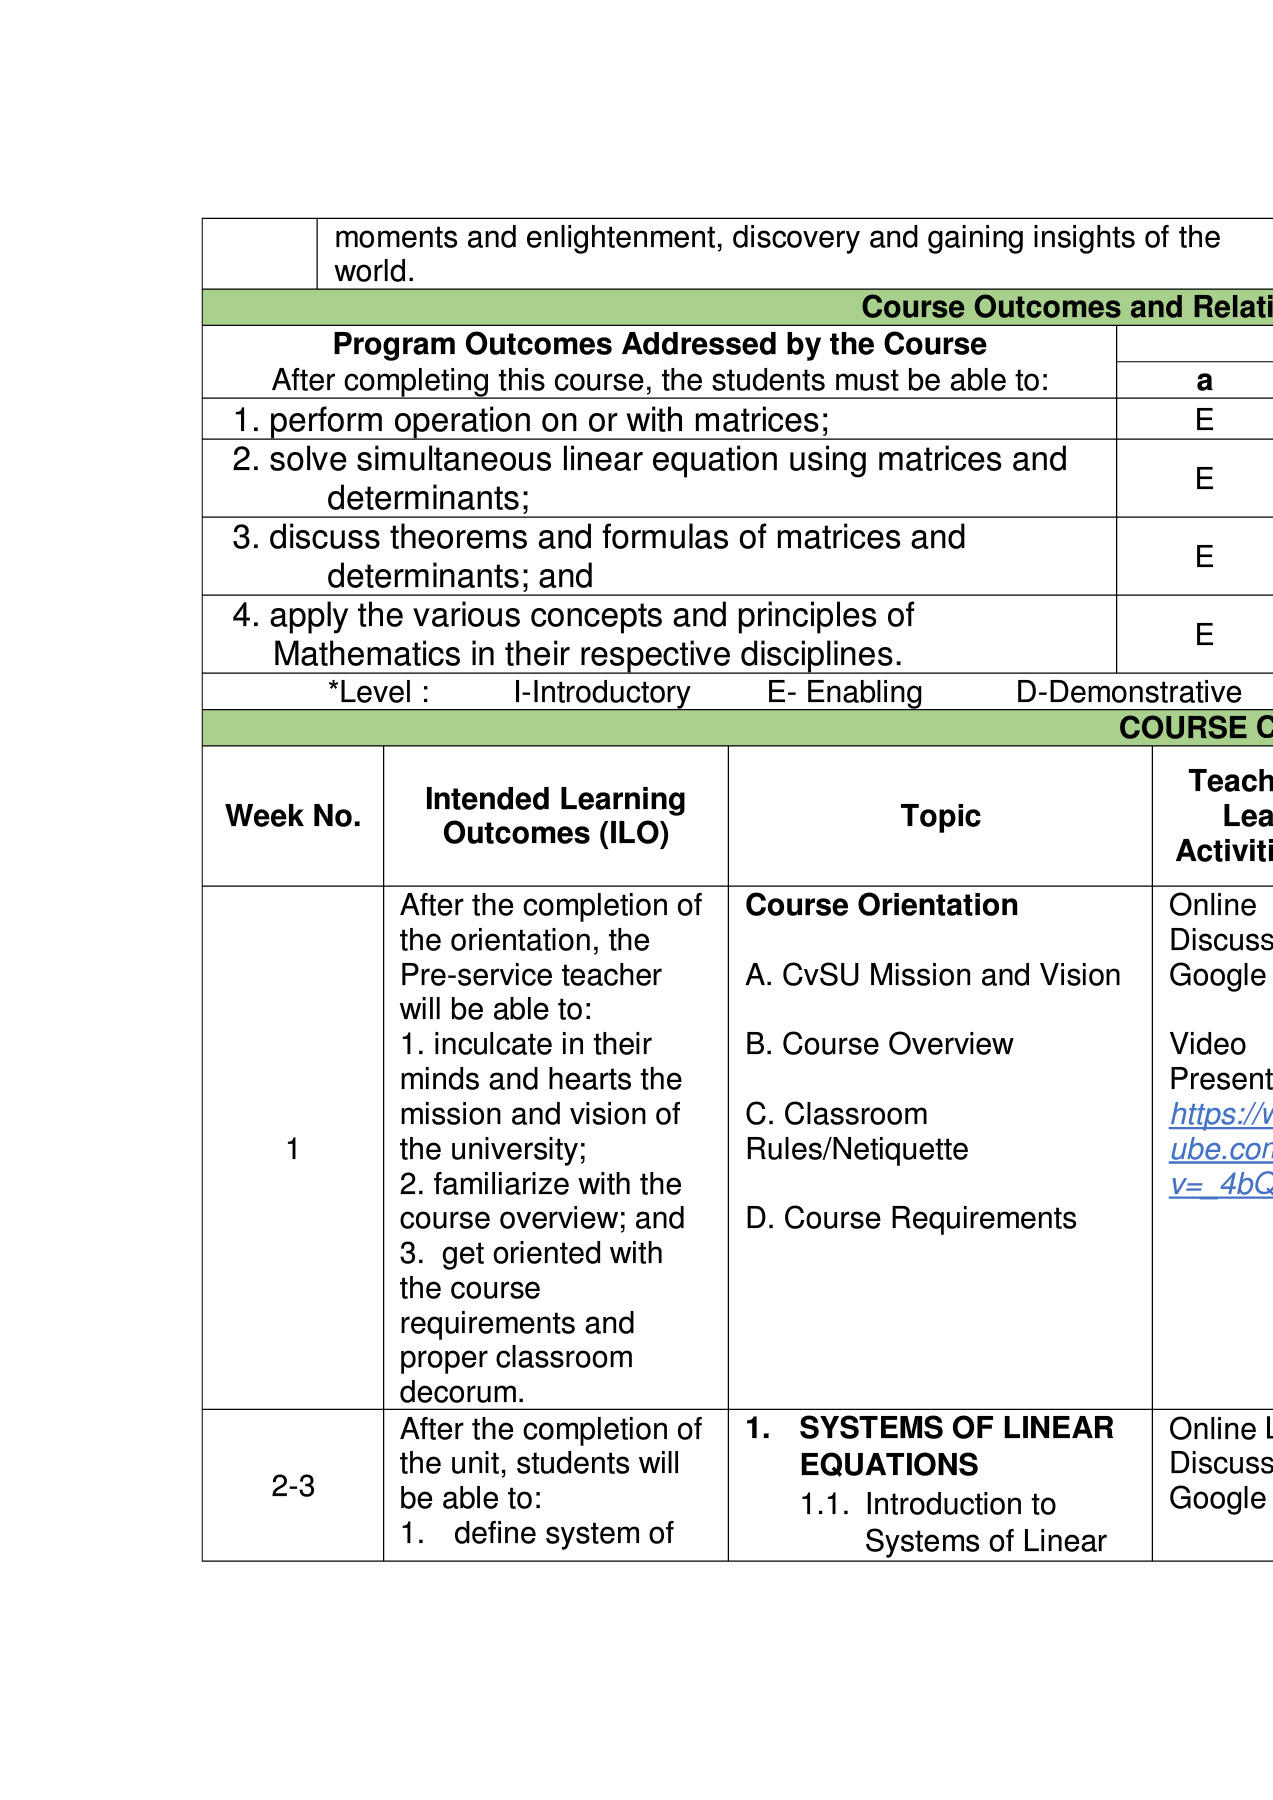 moments and enlightenment, discovery and gaining insights of the
world.
Course Outcomes and Relati
Program Outcomes Addressed by the Course
After completing this course, the students must be able to:
a
1. perform operation on or with matrices;
E
2. solve simultaneous linear equation using matrices and
determinants;
E
3. discuss theorems and formulas of matrices and
determinants; and
E
4. apply the various concepts and principles of
Mathematics in their respective disciplines.
E
*Level : I-Introductory E- Enabling D-Demonstrative
COURSE C
Week No.
Intended Learning
Outcomes (ILO)
Topic
Teach
Lea
Activiti
1
After the completion of
the orientation, the
Pre-service teacher
will be able to:
1. inculcate in their
minds and hearts the
mission and vision of
the university;
2. familiarize with the
course overview; and
3. get oriented with
the course
requirements and
proper classroom
decorum.
Course Orientation
A. CvSU Mission and Vision
B. Course Overview
C. Classroom
Rules/Netiquette
D. Course Requirements
Online
Discuss
Google
Video
Present
https://w
ube.com
v=_4bQ
2-3
After the completion of
the unit, students will
be able to:
1. define system of
1. SYSTEMS OF LINEAR
EQUATIONS
1.1. Introduction to
Systems of Linear
Online L
Discuss
Google